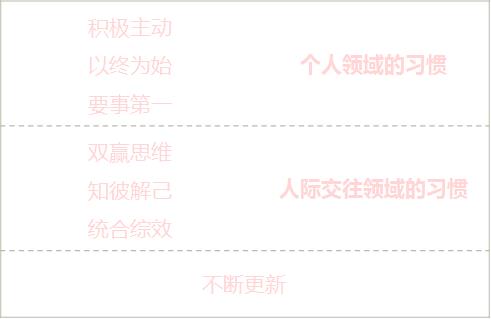 积极主动
以终为始
个人领域的习惯
要事第一
双赢思维
知彼解己
人际交往领域的习惯
统合综效
不断更新